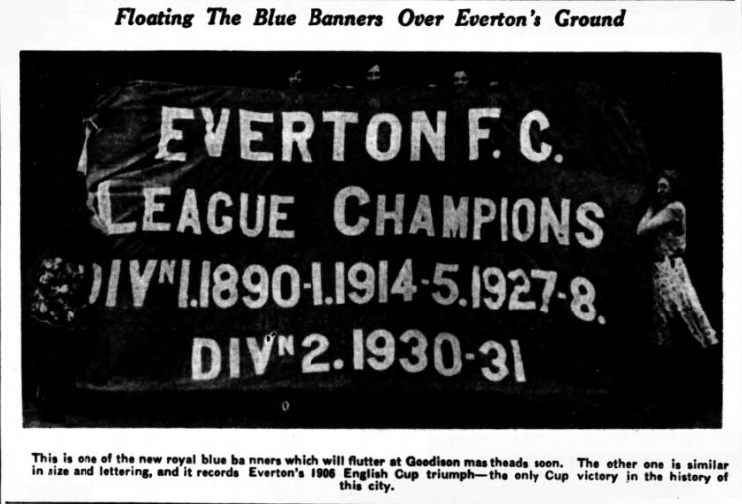 Floating The Blue Banners Over Everton's Ground
EVERTON F. C.
LEAGUE CHAMPIONS
DIVN 1. 1890-1. 1914-5. 1927-8.
DIVN 2. 1930-31
This is one of the new royal blue ba nners which will flutter at Goodison mastheads soon. The other one is similar
in size and lettering, and it records Everton's 1906 English Cup triumph—the only Cup victory in the history of
this city.